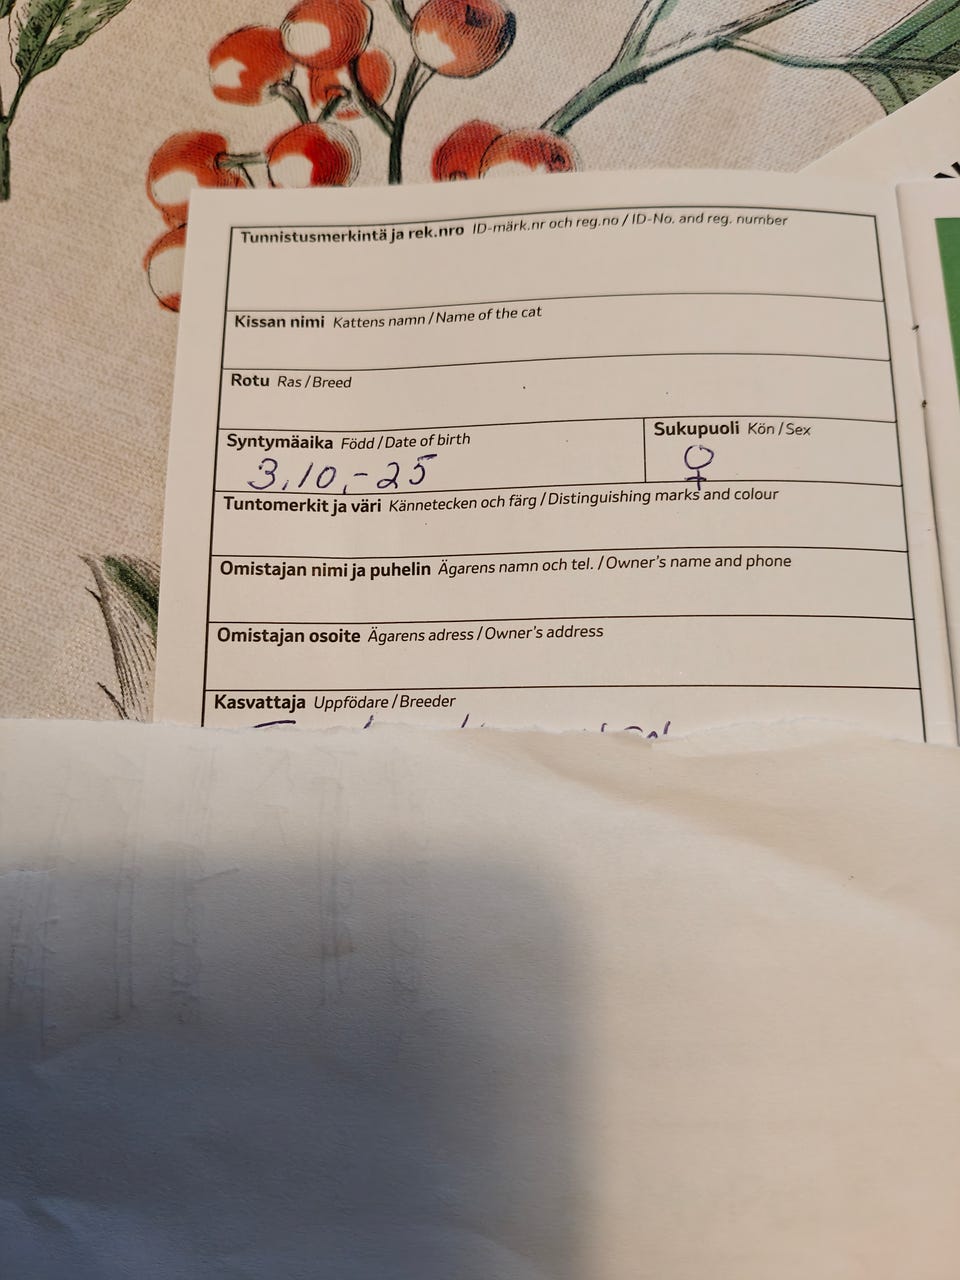 Tunnistusmerkintä ja rek.nro ID-märk.nr och reg.no / ID-No. and reg. number
Kissan nimi Kattens namn / Name of the cat
Rotu Ras / Breed
Syntymäaika Född / Date of birth
3.10.-25
Sukupuoli Kön / Sex
♀
Tuntomerkit ja väri Kännetecken och färg / Distinguishing marks and colour
Omistajan nimi ja puhelin Ägarens namn och tel. / Owner's name and phone
Omistajan osoite Ägarens adress / Owner's address
Kasvattaja Uppfödare / Breeder